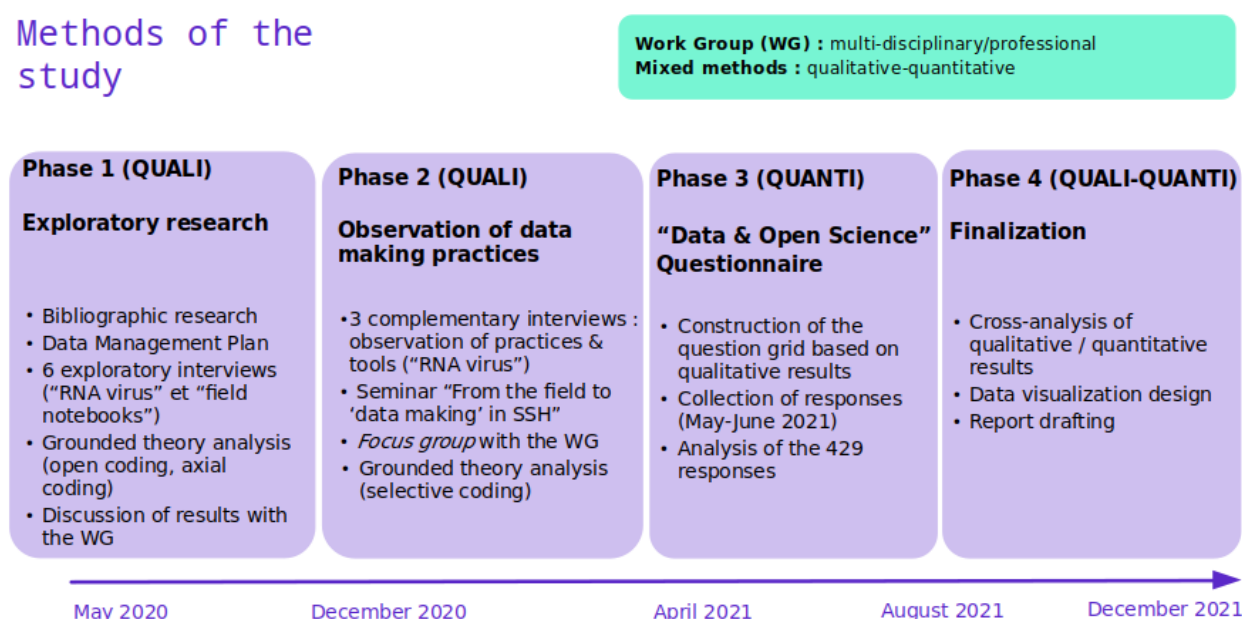 Methods of the
study
Work Group (WG) : multi-disciplinary/professional
Mixed methods : qualitative-quantitative
Phase 1 (QUALI)
Exploratory research
• Bibliographic research
• Data Management Plan
• 6 exploratory interviews
(“RNA virus” et “field
notebooks”)
• Grounded theory analysis
(open coding, axial
coding)
• Discussion of results with
the WG
Phase 2 (QUALI)
Observation of data
making practices
•3 complementary interviews :
observation of practices &
tools (“RNA virus”)
• Seminar “From the field to
‘data making’ in SSH”
• Focus group with the WG
• Grounded theory analysis
(selective coding)
Phase 3 (QUANTI)
“Data & Open Science”
Questionnaire
• Construction of the
question grid based on
qualitative results
• Collection of responses
(May-June 2021)
• Analysis of the 429
responses
Phase 4 (QUALI-QUANTI)
Finalization
• Cross-analysis of
qualitative / quantitative
results
• Data visualization design
• Report drafting
May 2020
December 2020
April 2021
August 2021
December 2021